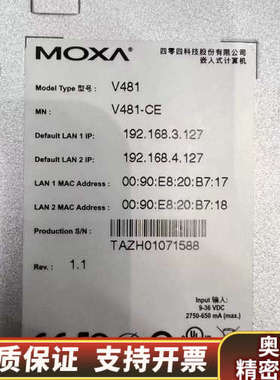 MOXA®
四零四科技股份有限公司
嵌入式计算机
Model Type 型号: V481
MN: V481-CE
Default LAN 1 IP: 192.168.3.127
Default LAN 2 IP: 192.168.4.127
LAN 1 MAC Address: 00:90:E8:20:B7:17
LAN 2 MAC Address: 00:90:E8:20:B7:18
Production S/N:
TAZH01071588
Rev.: 1.1
Input 输入:
9-36 VDC
2750-650 mA (max.)
质保证 支持
奥
精密